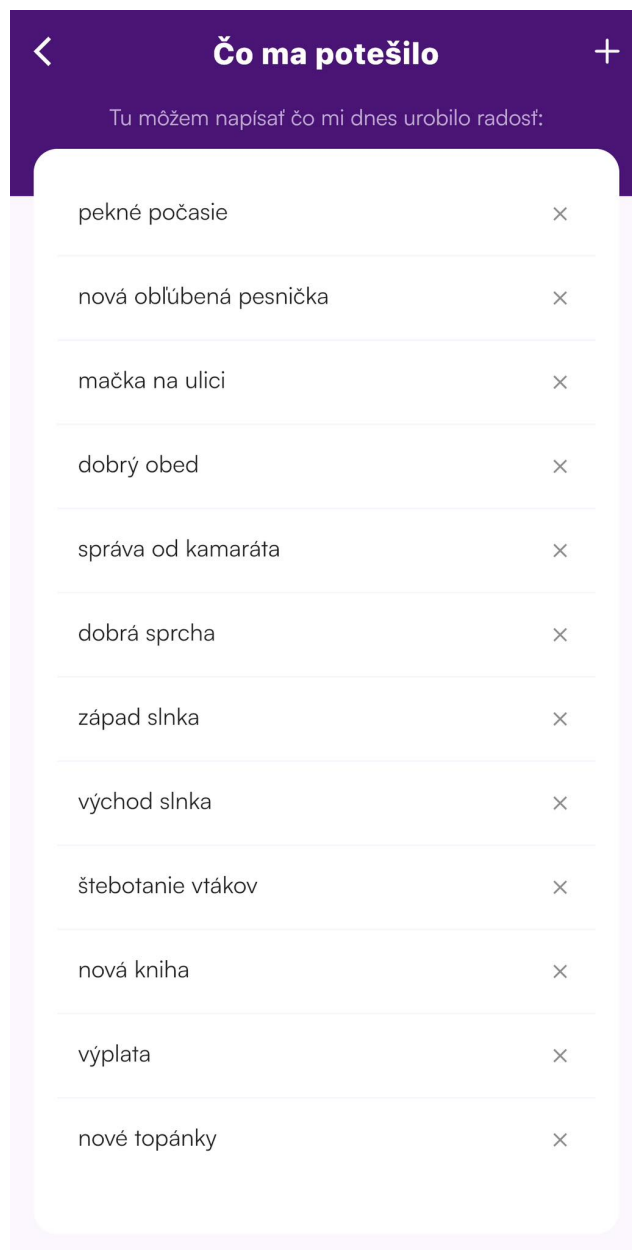 Čo ma potešilo
Tu môžem napísať čo mi dnes urobilo radosť:
pekné počasie
nová obľúbená pesnička
mačka na ulici
dobrý obed
správa od kamaráta
dobrá sprcha
západ slnka
východ slnka
štebotanie vtákov
nová kniha
výplata
nové topánky